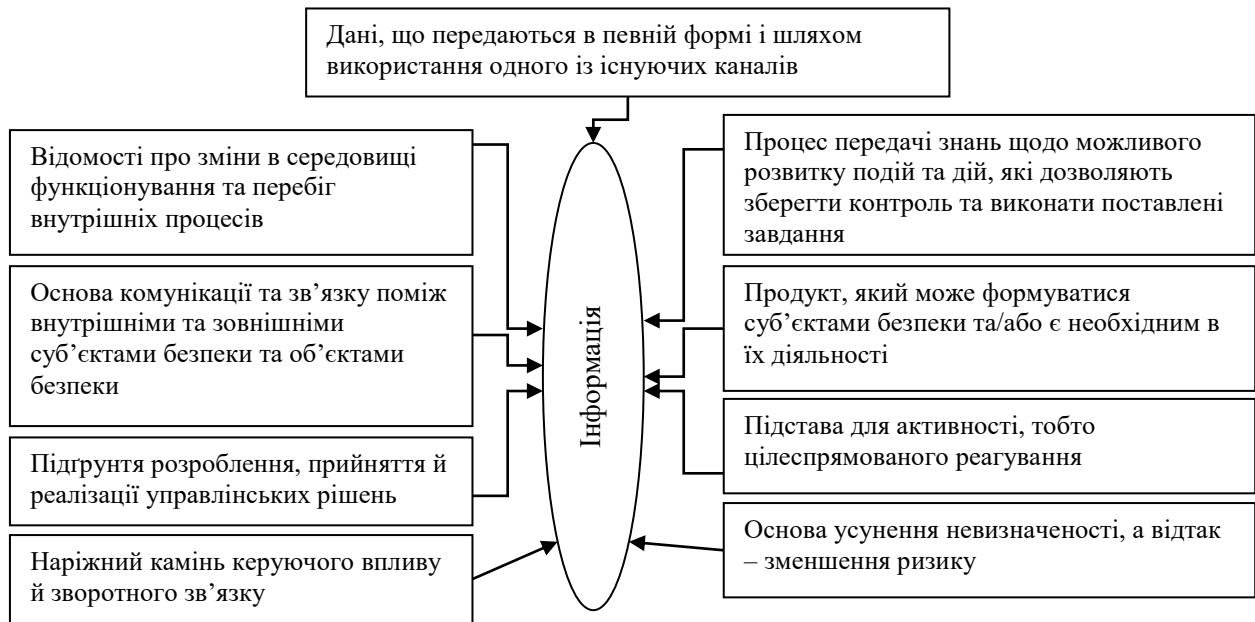 Дані, що передаються в певній формі і шляхом
використання одного із існуючих каналів
Відомості про зміни в середовищі
функціонування та перебіг
внутрішніх процесів
Основа комунікації та зв’язку поміж
внутрішніми та зовнішніми
суб’єктами безпеки та об’єктами
безпеки
Підґрунтя розроблення, прийняття й
реалізації управлінських рішень
Наріжний камінь керуючого впливу
й зворотного зв’язку
Інформація
Процес передачі знань щодо можливого
розвитку подій та дій, які дозволяють
зберегти контроль та виконати поставлені
завдання
Продукт, який може формуватися
суб’єктами безпеки та/або є необхідним в
їх діяльності
Підстава для активності, тобто
цілеспрямованого реагування
Основа усунення невизначеності, а відтак
– зменшення ризику